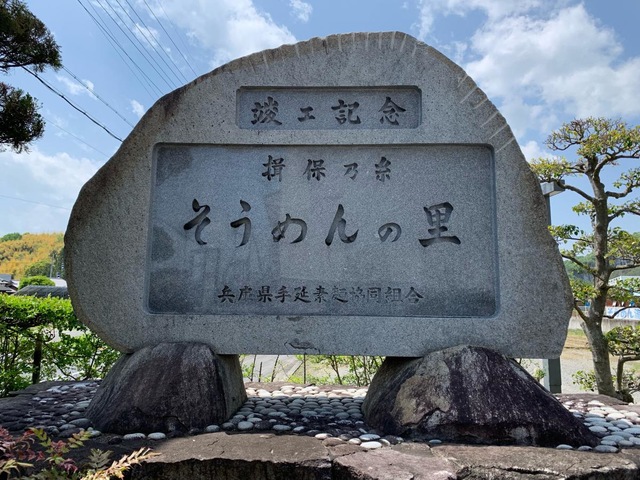 竣工記念
揖保乃糸
そうめんの里
兵庫県手延素麺協同組合